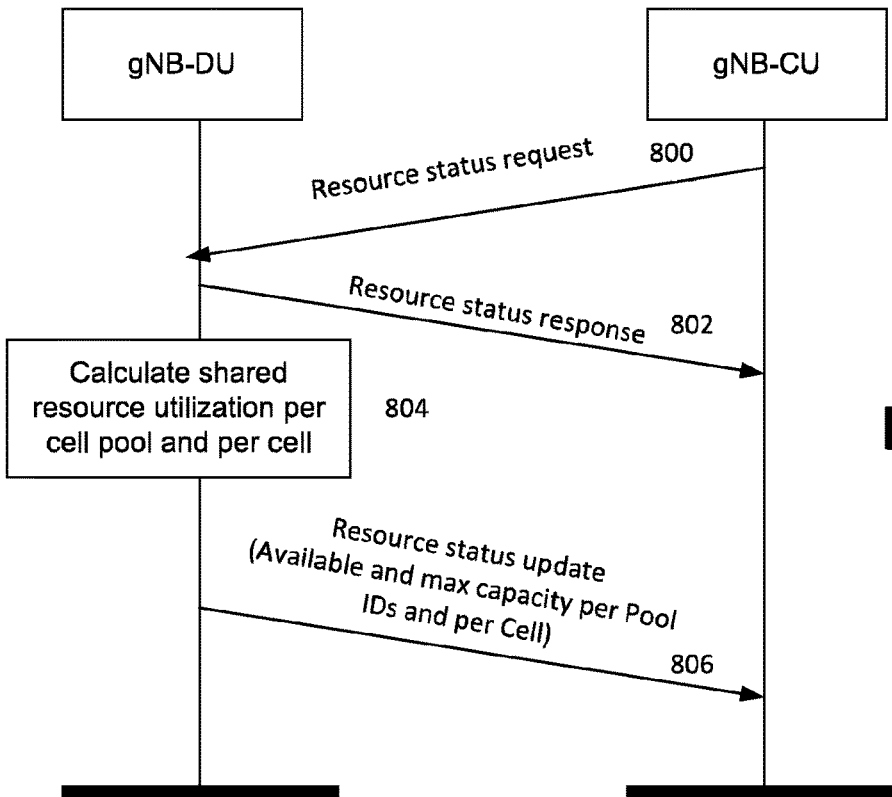 gNB-DU
gNB-CU
Resource status request
800
Resource status response
802
Calculate shared
resource utilization per
cell pool and per cell
804
Resource status update
(Available and max capacity per Pool
IDs and per Cell)
806